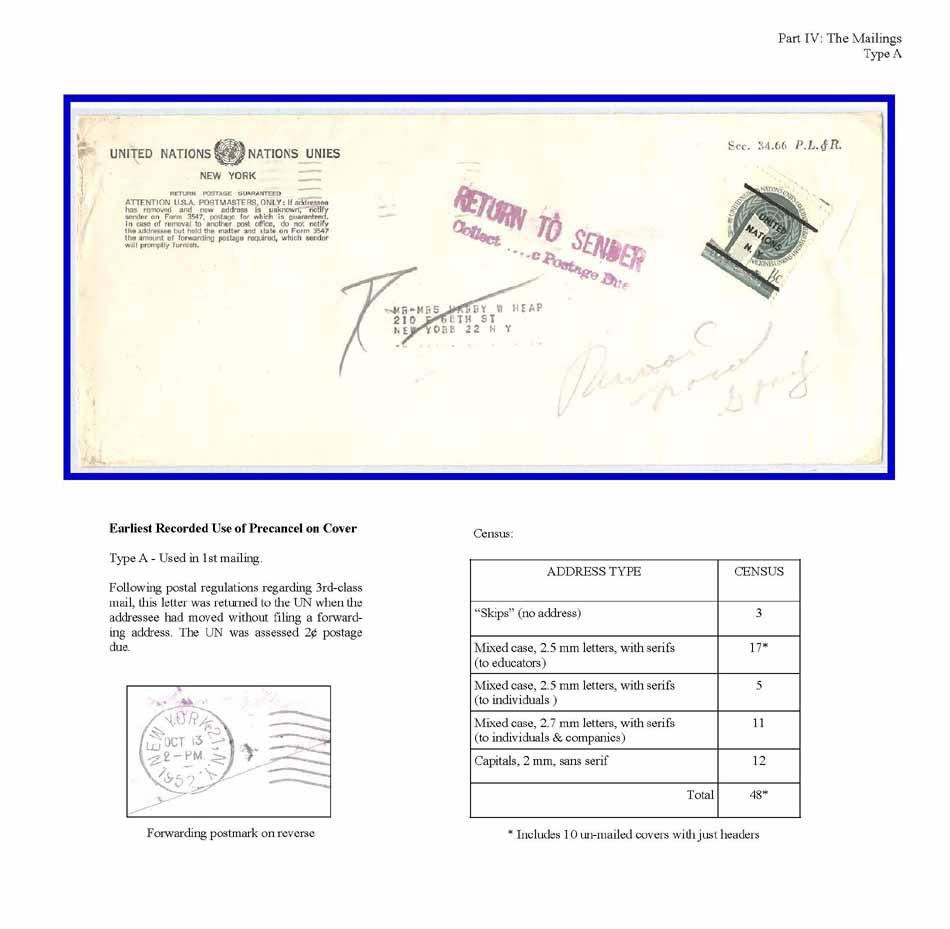 Part IV: The Mailings
Type A
UNITED NATIONS NATIONS UNIES
NEW YORK
RETURN POSTAGE GUARANTEED
ATTENTION U.S.A. POSTMASTERS, ONLY: If addressee
has removed and new address is unknown, notify
sender on Form 3547, postage for which is guaranteed.
In case of removal to another post office, do not notify
the addressee but hold the matter and state on Form 3547
the amount of forwarding postage required, which sender
will promptly furnish.
Sec. 34.66 P.L.&R.
RETURN TO SENDER
Collect ....c Postage Due
UNITED
NATIONS
N. Y.
MR-MRS HARRY W HEAP
210 E 68TH ST
NEW YORK 22 N Y
Earliest Recorded Use of Precancel on Cover
Type A - Used in 1st mailing.
Following postal regulations regarding 3rd-class
mail, this letter was returned to the UN when the
addressee had moved without filing a forward-
ing address. The UN was assessed 2¢ postage
due.
NEW YORK 21, N.Y.
OCT 13
2-PM
1952
Forwarding postmark on reverse
Census:
ADDRESS TYPE CENSUS
“Skips” (no address) 3
Mixed case, 2.5 mm letters, with serifs 17*
(to educators)
Mixed case, 2.5 mm letters, with serifs 5
(to individuals )
Mixed case, 2.7 mm letters, with serifs 11
(to individuals & companies)
Capitals, 2 mm, sans serif 12
Total 48*
* Includes 10 un-mailed covers with just headers